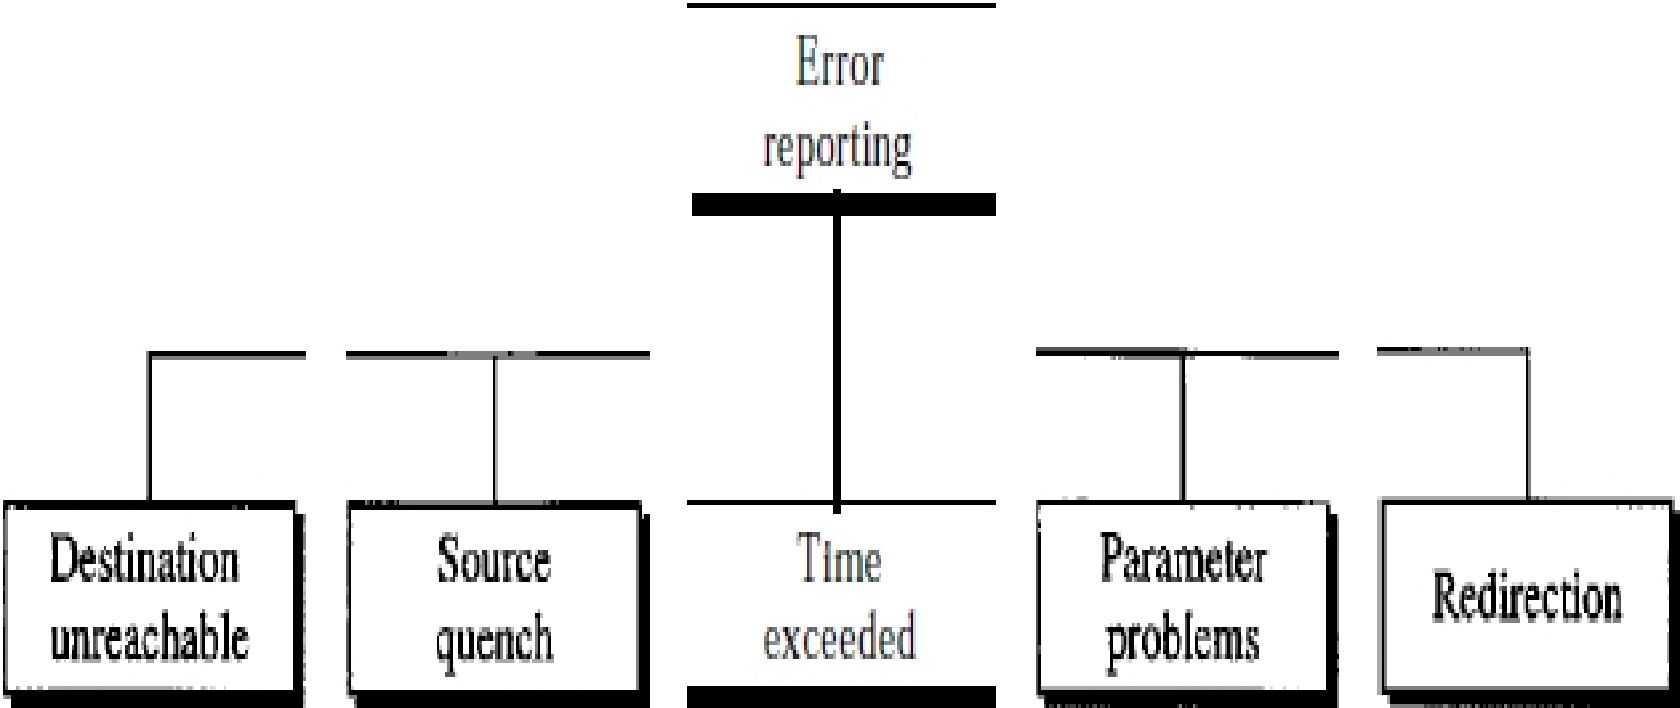 Error
reporting
Destination
unreachable
Source
quench
Time
exceeded
Parameter
problems
Redirection